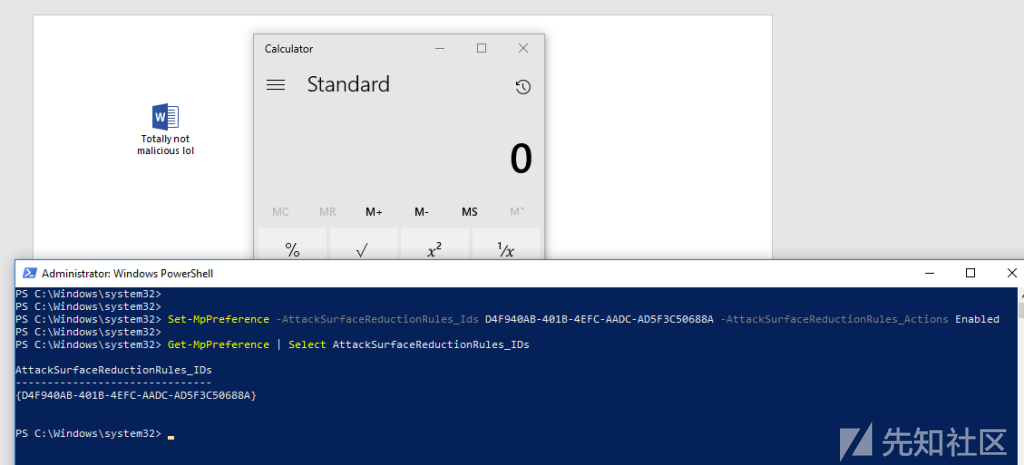 Calculator
Standard
Totally not
malicious lol
0
MC MR M+ M- MS M˅
% √ x² ¹/x
Administrator: Windows PowerShell
PS C:\Windows\system32>
PS C:\Windows\system32>
PS C:\Windows\system32> Set-MpPreference -AttackSurfaceReductionRules_Ids D4F940AB-401B-4EFC-AADC-AD5F3C50688A -AttackSurfaceReductionRules_Actions Enabled
PS C:\Windows\system32>
PS C:\Windows\system32> Get-MpPreference | Select AttackSurfaceReductionRules_IDs
AttackSurfaceReductionRules_IDs
-------------------------------
{D4F940AB-401B-4EFC-AADC-AD5F3C50688A}
PS C:\Windows\system32>
先知社区